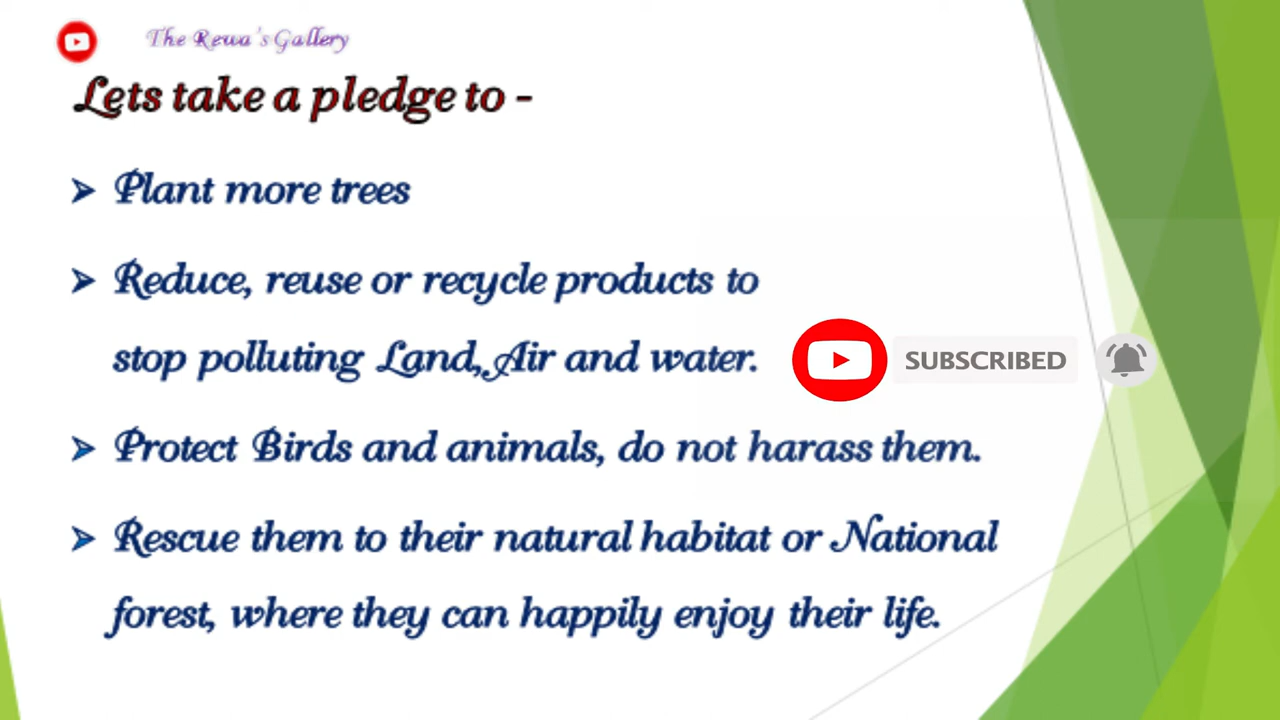 The Rewa's Gallery
Lets take a pledge to -
➢ Plant more trees
➢ Reduce, reuse or recycle products to
stop polluting Land,Air and water.
SUBSCRIBED
➢ Protect Birds and animals, do not harass them.
➢ Rescue them to their natural habitat or National
forest, where they can happily enjoy their life.